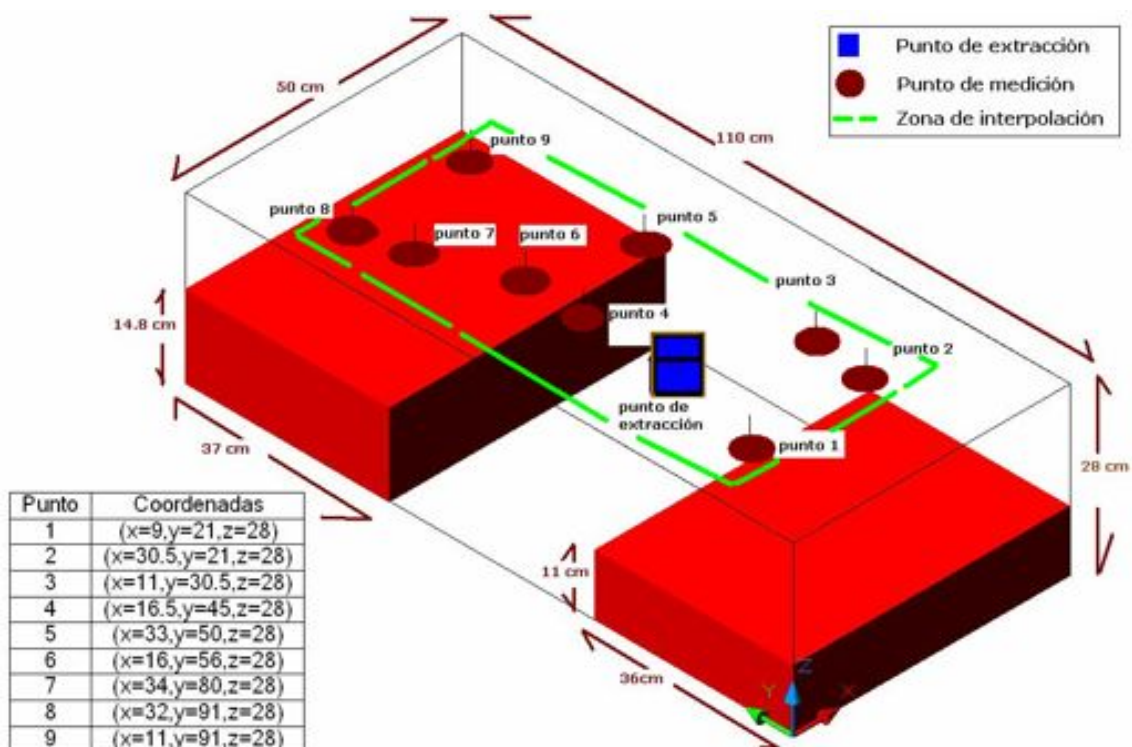 Punto de extracción
Punto de medición
Zona de interpolación
50 cm
110 cm
punto 9
punto 8
punto 5
punto 7
punto 6
punto 3
14.8 cm
punto 4
punto 2
punto de
extracción
punto 1
37 cm
28 cm
11 cm
36cm
Z
Y
X
Punto Coordenadas
1 (x=9,y=21,z=28)
2 (x=30.5,y=21,z=28)
3 (x=11,y=30.5,z=28)
4 (x=16.5,y=45,z=28)
5 (x=33,y=50,z=28)
6 (x=16,y=56,z=28)
7 (x=34,y=80,z=28)
8 (x=32,y=91,z=28)
9 (x=11,y=91,z=28)